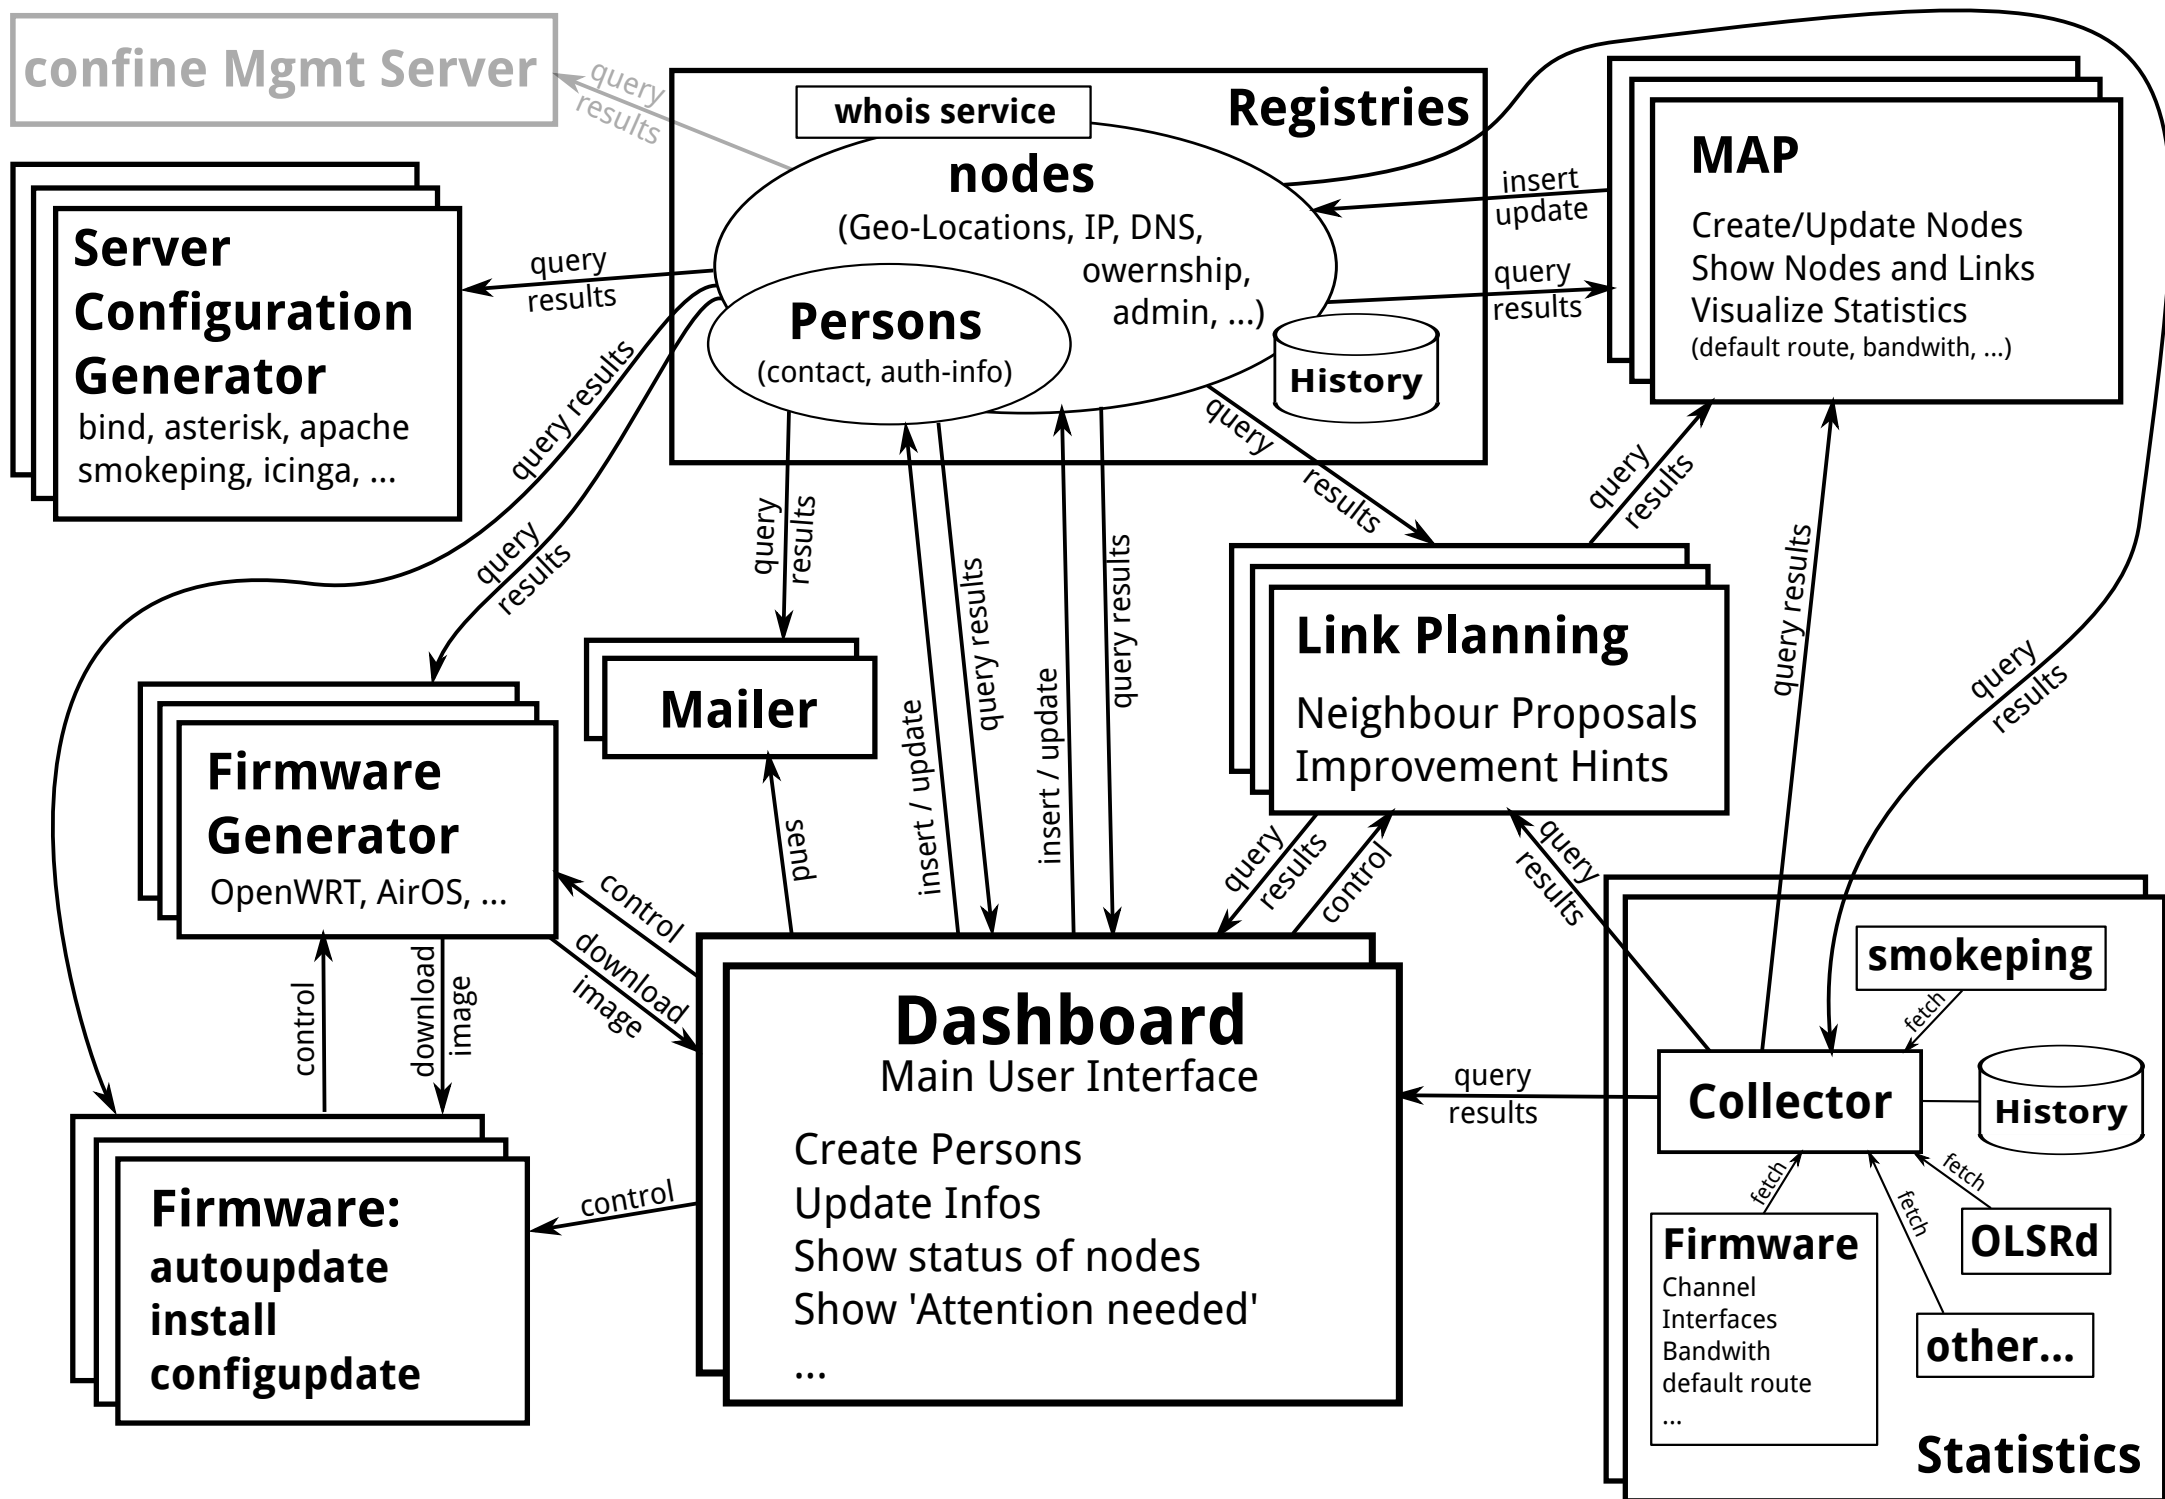 confine Mgmt Server
query
results
Registries
whois service
nodes
(Geo-Locations, IP, DNS,
owernship,
admin, ...)
Persons
(contact, auth-info)
History
insert
update
query
results
MAP
Create/Update Nodes
Show Nodes and Links
Visualize Statistics
(default route, bandwith, ...)
Server
Configuration
Generator
bind, asterisk, apache
smokeping, icinga, ...
query
results
query results
query
results
query
results
insert / update
query results
insert / update
query results
query
results
query
results
query results
query
results
Mailer
send
Link Planning
Neighbour Proposals
Improvement Hints
query
results
control
query
results
Firmware
Generator
OpenWRT, AirOS, ...
control
download
image
control
download
image
Firmware:
autoupdate
install
configupdate
control
Dashboard
Main User Interface
Create Persons
Update Infos
Show status of nodes
Show 'Attention needed'
...
query
results
smokeping
fetch
Collector
History
fetch
fetch
fetch
Firmware
Channel
Interfaces
Bandwith
default route
...
OLSRd
other...
Statistics